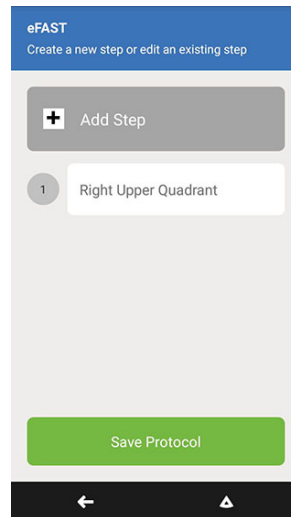 eFAST
Create a new step or edit an existing step
Add Step
1
Right Upper Quadrant
Save Protocol